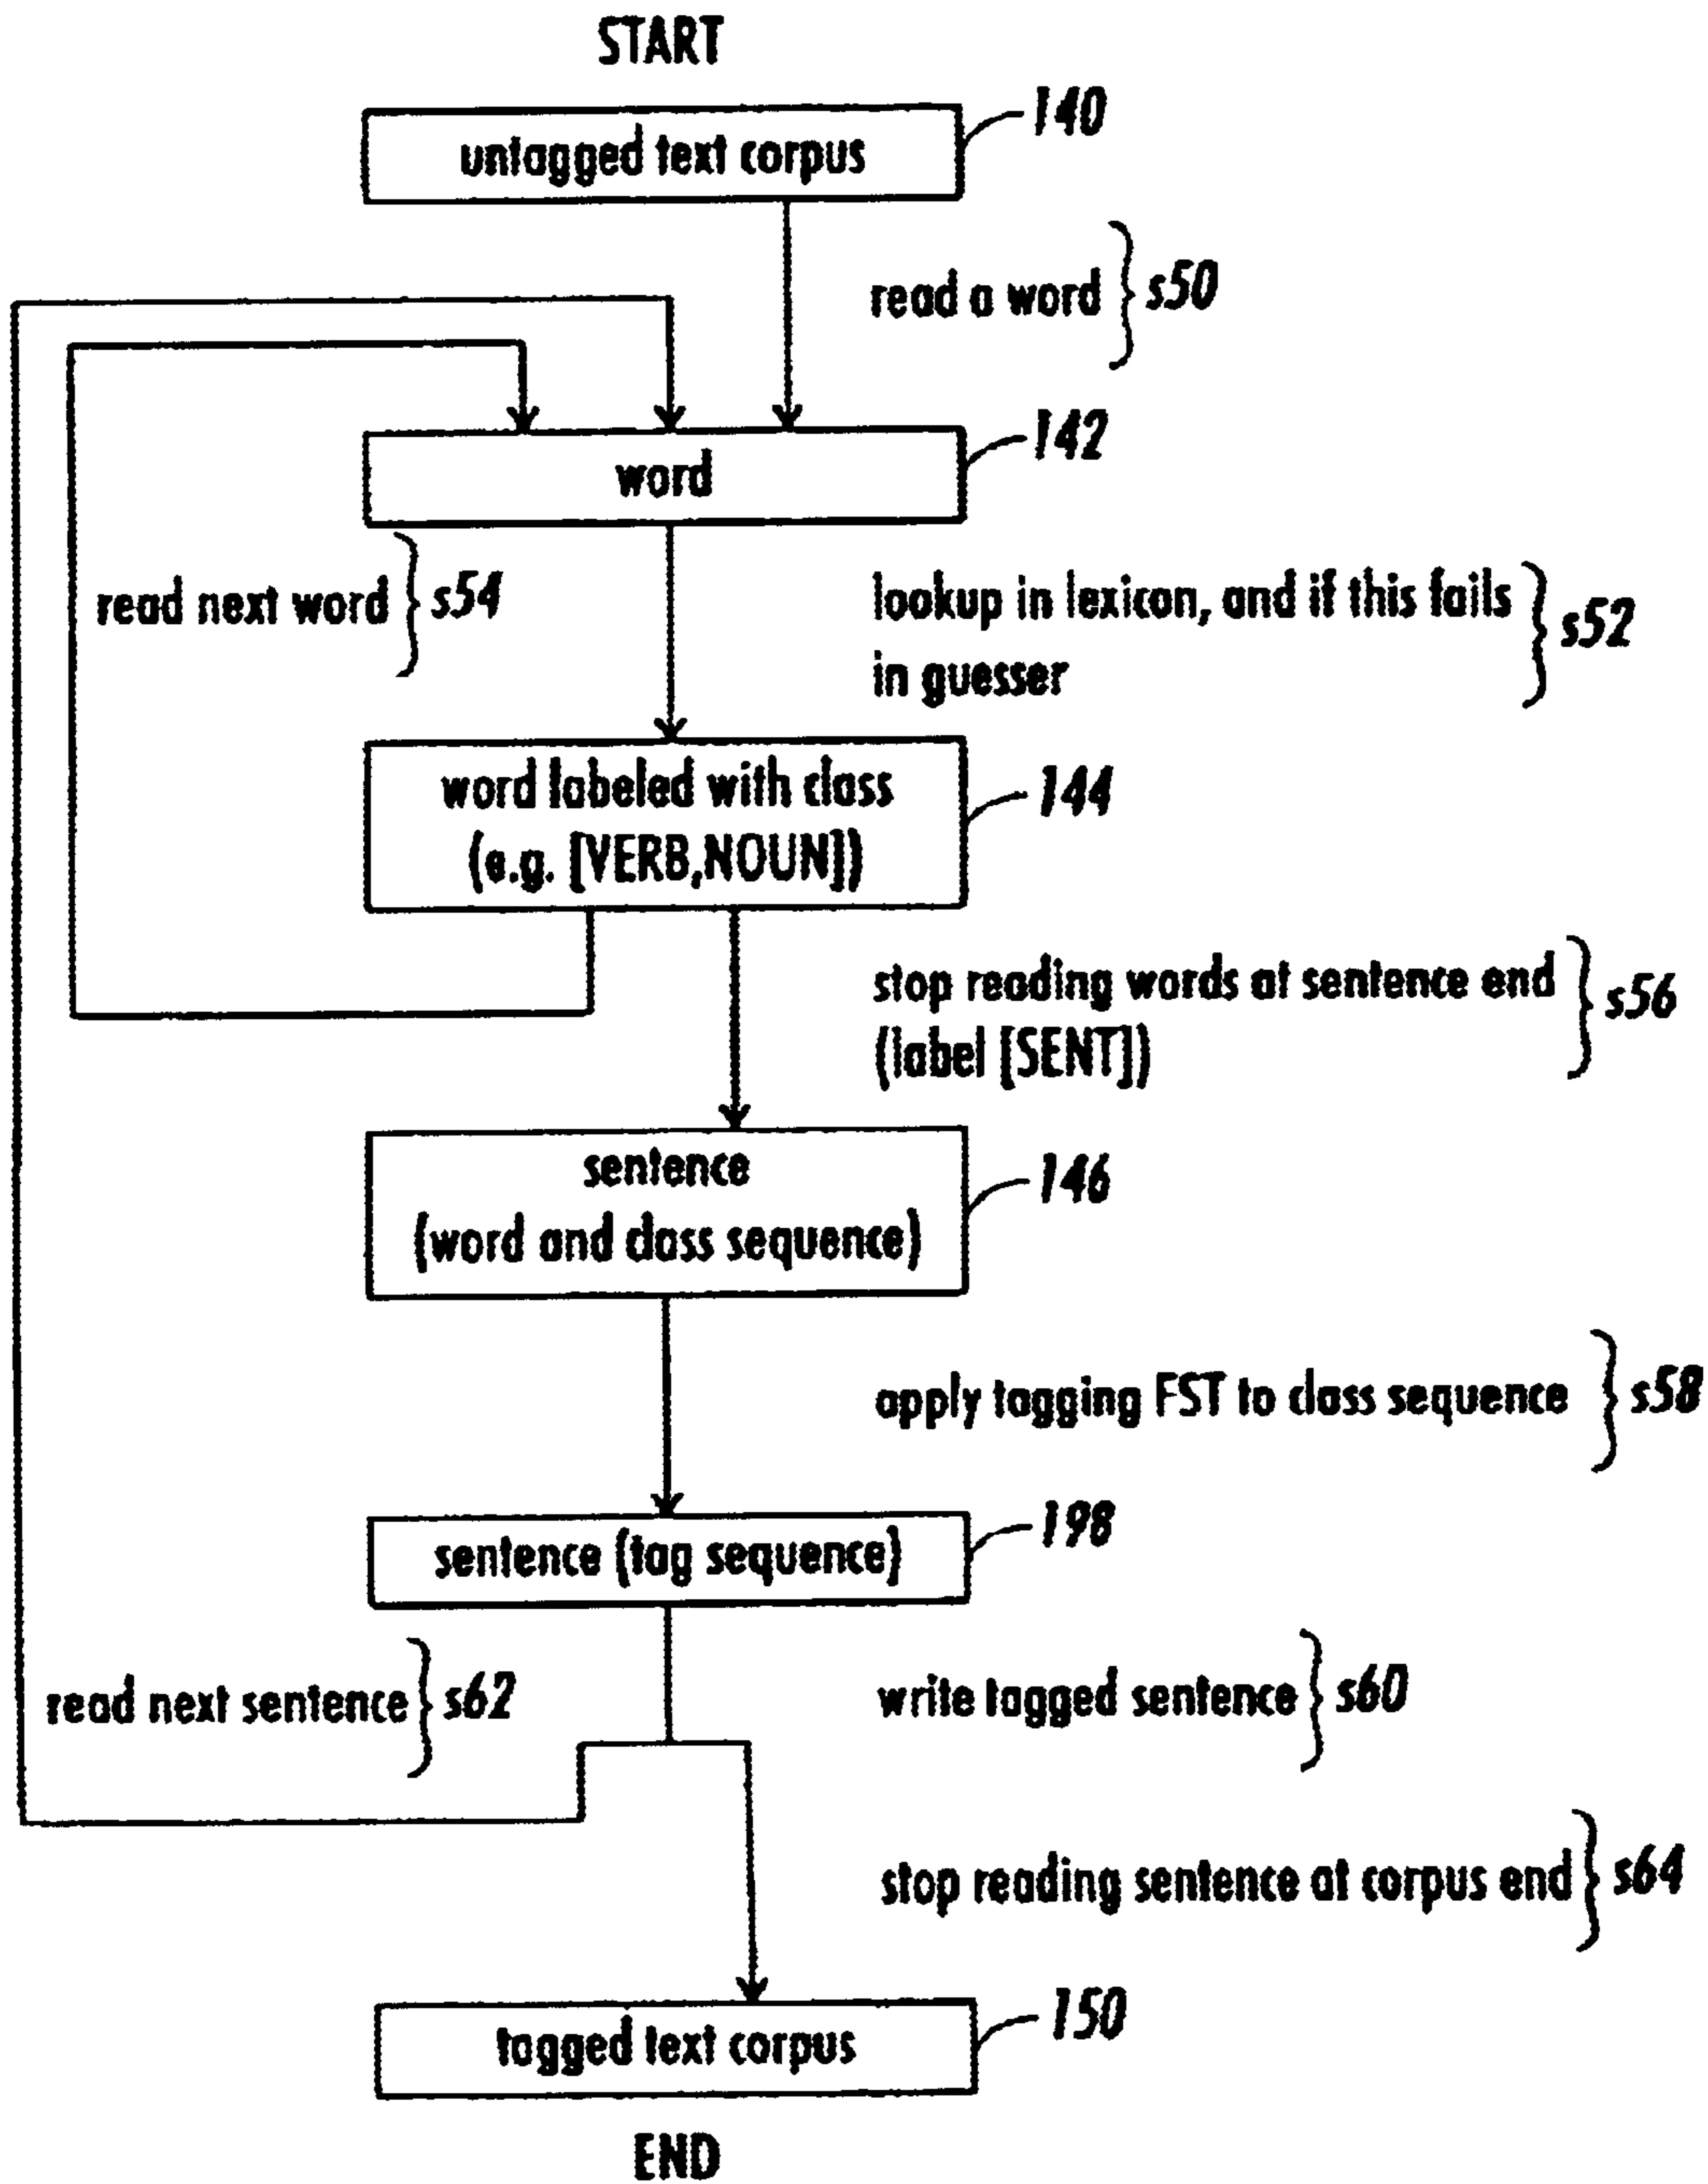 START
untagged text corpus
140
read a word
s50
word
142
read next word
s54
lookup in lexicon, and if this fails
in guesser
s52
word labeled with class
(e.g. [VERB,NOUN])
144
stop reading words at sentence end
(label [SENT])
s56
sentence
(word and class sequence)
146
apply tagging FST to class sequence
s58
sentence (tag sequence)
198
read next sentence
s62
write tagged sentence
s60
stop reading sentence at corpus end
s64
tagged text corpus
150
END